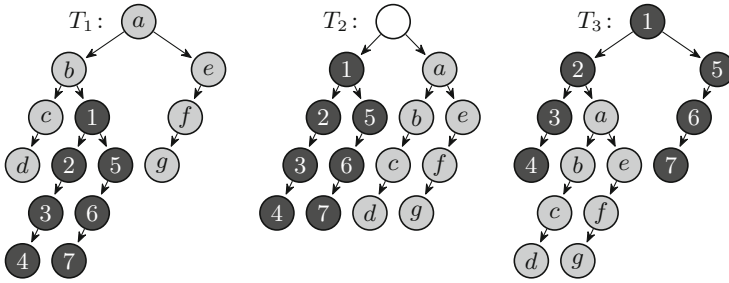 T₁: a T₂: T₃: 1
b e 1 a 2 5
c 1 f 2 5 b e 3 a 6
d 2 5 g 3 6 c f 4 b e 7
3 6 4 7 d g c f
4 7 d g